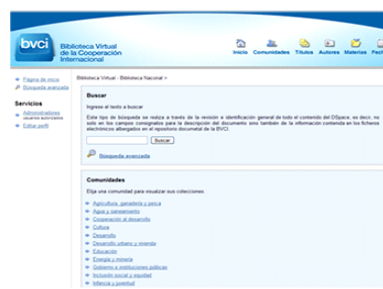 bvci
Biblioteca Virtual
de la Cooperación
Internacional
Inicio Comunidades Títulos Autores Materias Fech
Página de inicio
Búsqueda avanzada
Servicios
Administradores
usuarios autorizados
Editar perfil
Biblioteca Virtual - Biblioteca Nacional >
Buscar
Ingrese el texto a buscar
Este tipo de búsqueda se realiza a través de la revisión e identificación general de todo el contenido del DSpace, es decir, no
solo en los campos consignados para la descripción del documento sino también de la información contenida en los ficheros
electrónicos albergados en el repositorio documetal de la BVCI.
Buscar
Búsqueda avanzada
Comunidades
Elija una comunidad para visualizar sus colecciones
Agricultura, ganadería y pesca
Agua y saneamiento
Cooperación al desarrollo
Cultura
Desarrollo
Desarrollo urbano y vivienda
Educación
Energía y minería
Gobierno e instituciones públicas
Inclusión social y equidad
Infancia y juventud